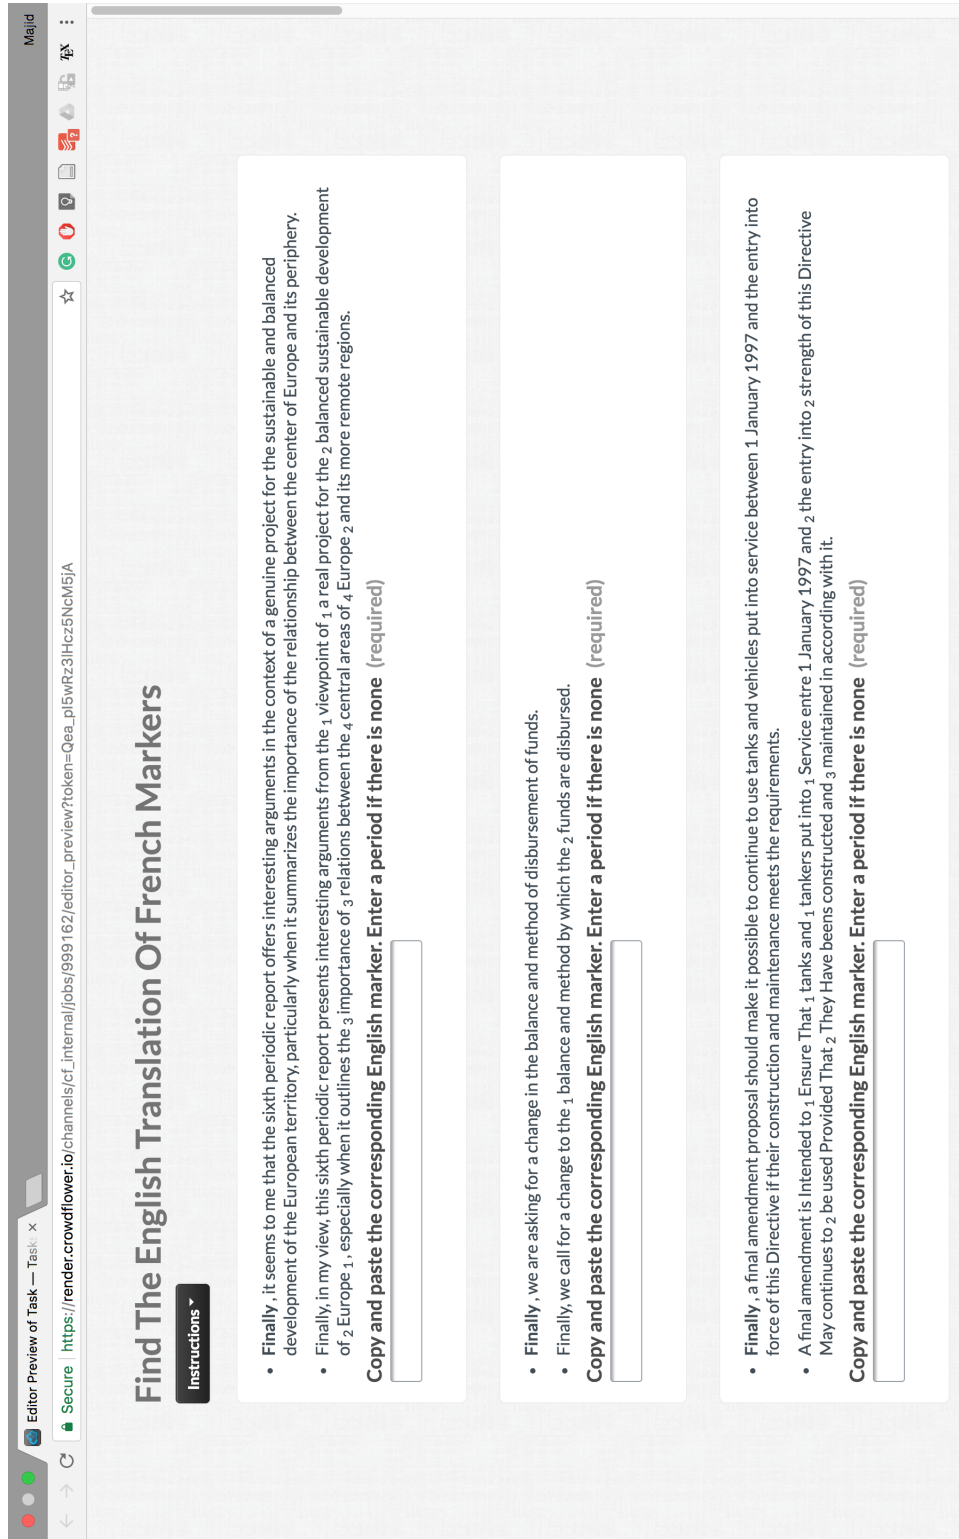 Editor Preview of Task — Task: ×
Majid
Secure | https://render.crowdflower.io/channels/cf_internal/jobs/999162/editor_preview?token=Qea_pI5wRz3lHcz5NcM5jA
Find The English Translation Of French Markers
Instructions
• Finally , it seems to me that the sixth periodic report offers interesting arguments in the context of a genuine project for the sustainable and balanced
development of the European territory, particularly when it summarizes the importance of the relationship between the center of Europe and its periphery.
• Finally, in my view, this sixth periodic report presents interesting arguments from the 1 viewpoint of 1 a real project for the 2 balanced sustainable development
of 2 Europe 1 , especially when it outlines the 3 importance of 3 relations between the 4 central areas of 4 Europe 2 and its more remote regions.
Copy and paste the corresponding English marker. Enter a period if there is none (required)
• Finally , we are asking for a change in the balance and method of disbursement of funds.
• Finally, we call for a change to the 1 balance and method by which the 2 funds are disbursed.
Copy and paste the corresponding English marker. Enter a period if there is none (required)
• Finally , a final amendment proposal should make it possible to continue to use tanks and vehicles put into service between 1 January 1997 and the entry into
force of this Directive if their construction and maintenance meets the requirements.
• A final amendment is Intended to 1 Ensure That 1 tanks and 1 tankers put into 1 Service entre 1 January 1997 and 2 the entry into 2 strength of this Directive
May continues to 2 be used Provided That 2 They Have beens constructed and 3 maintained in according with it.
Copy and paste the corresponding English marker. Enter a period if there is none (required)